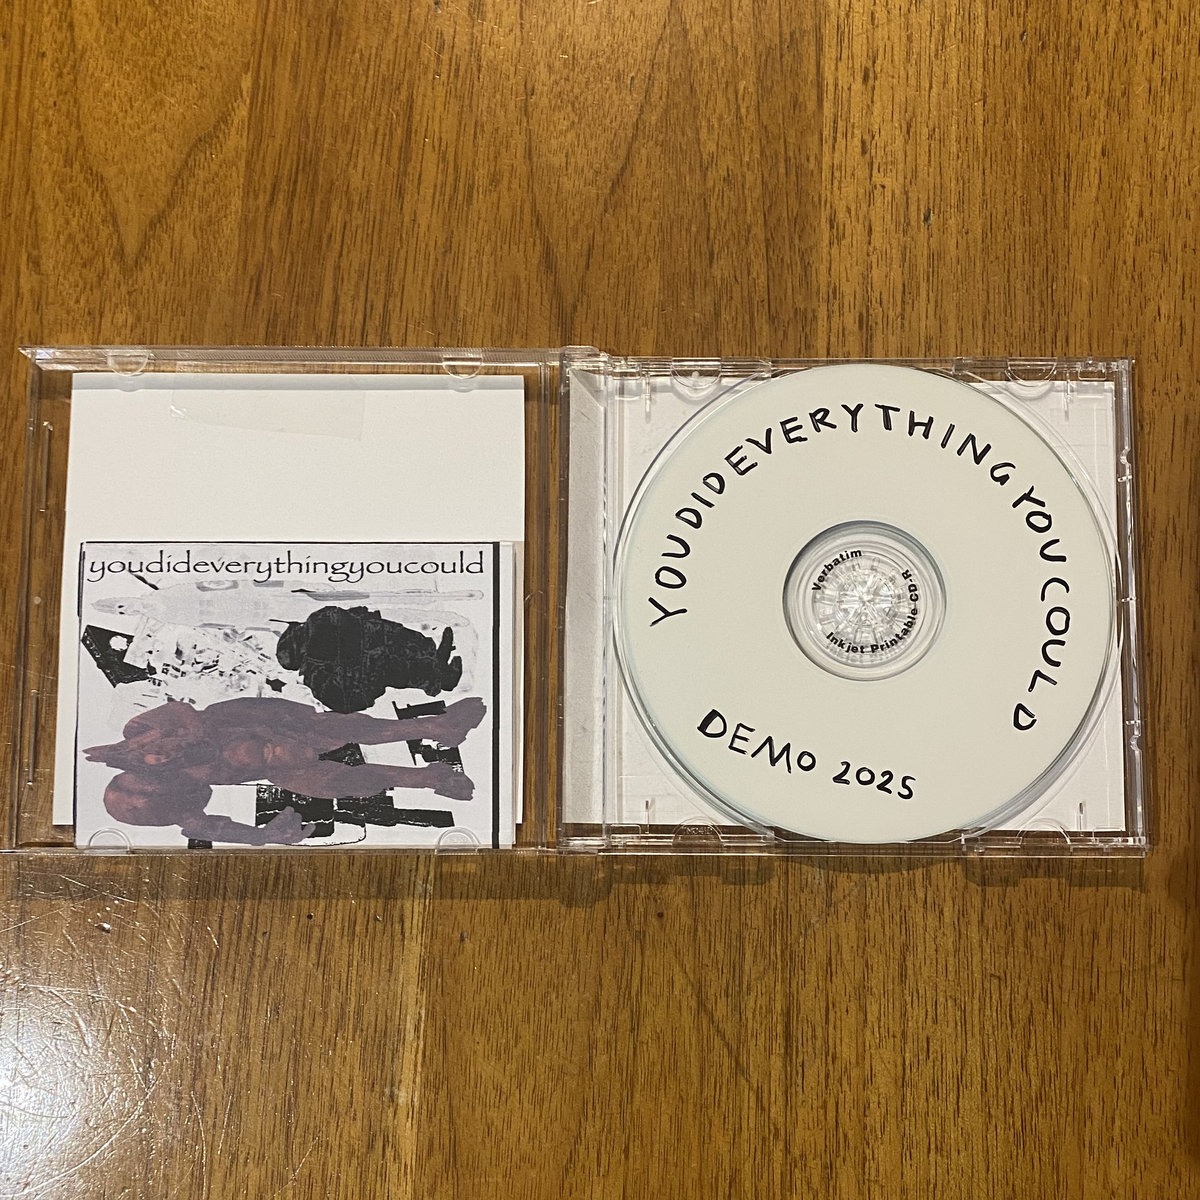 youdideverythingyoucould
YOUDIDEVERYTHINGYOUCOULD
Verbatim
CD-R
Inkjet Printable
DEMO 2025